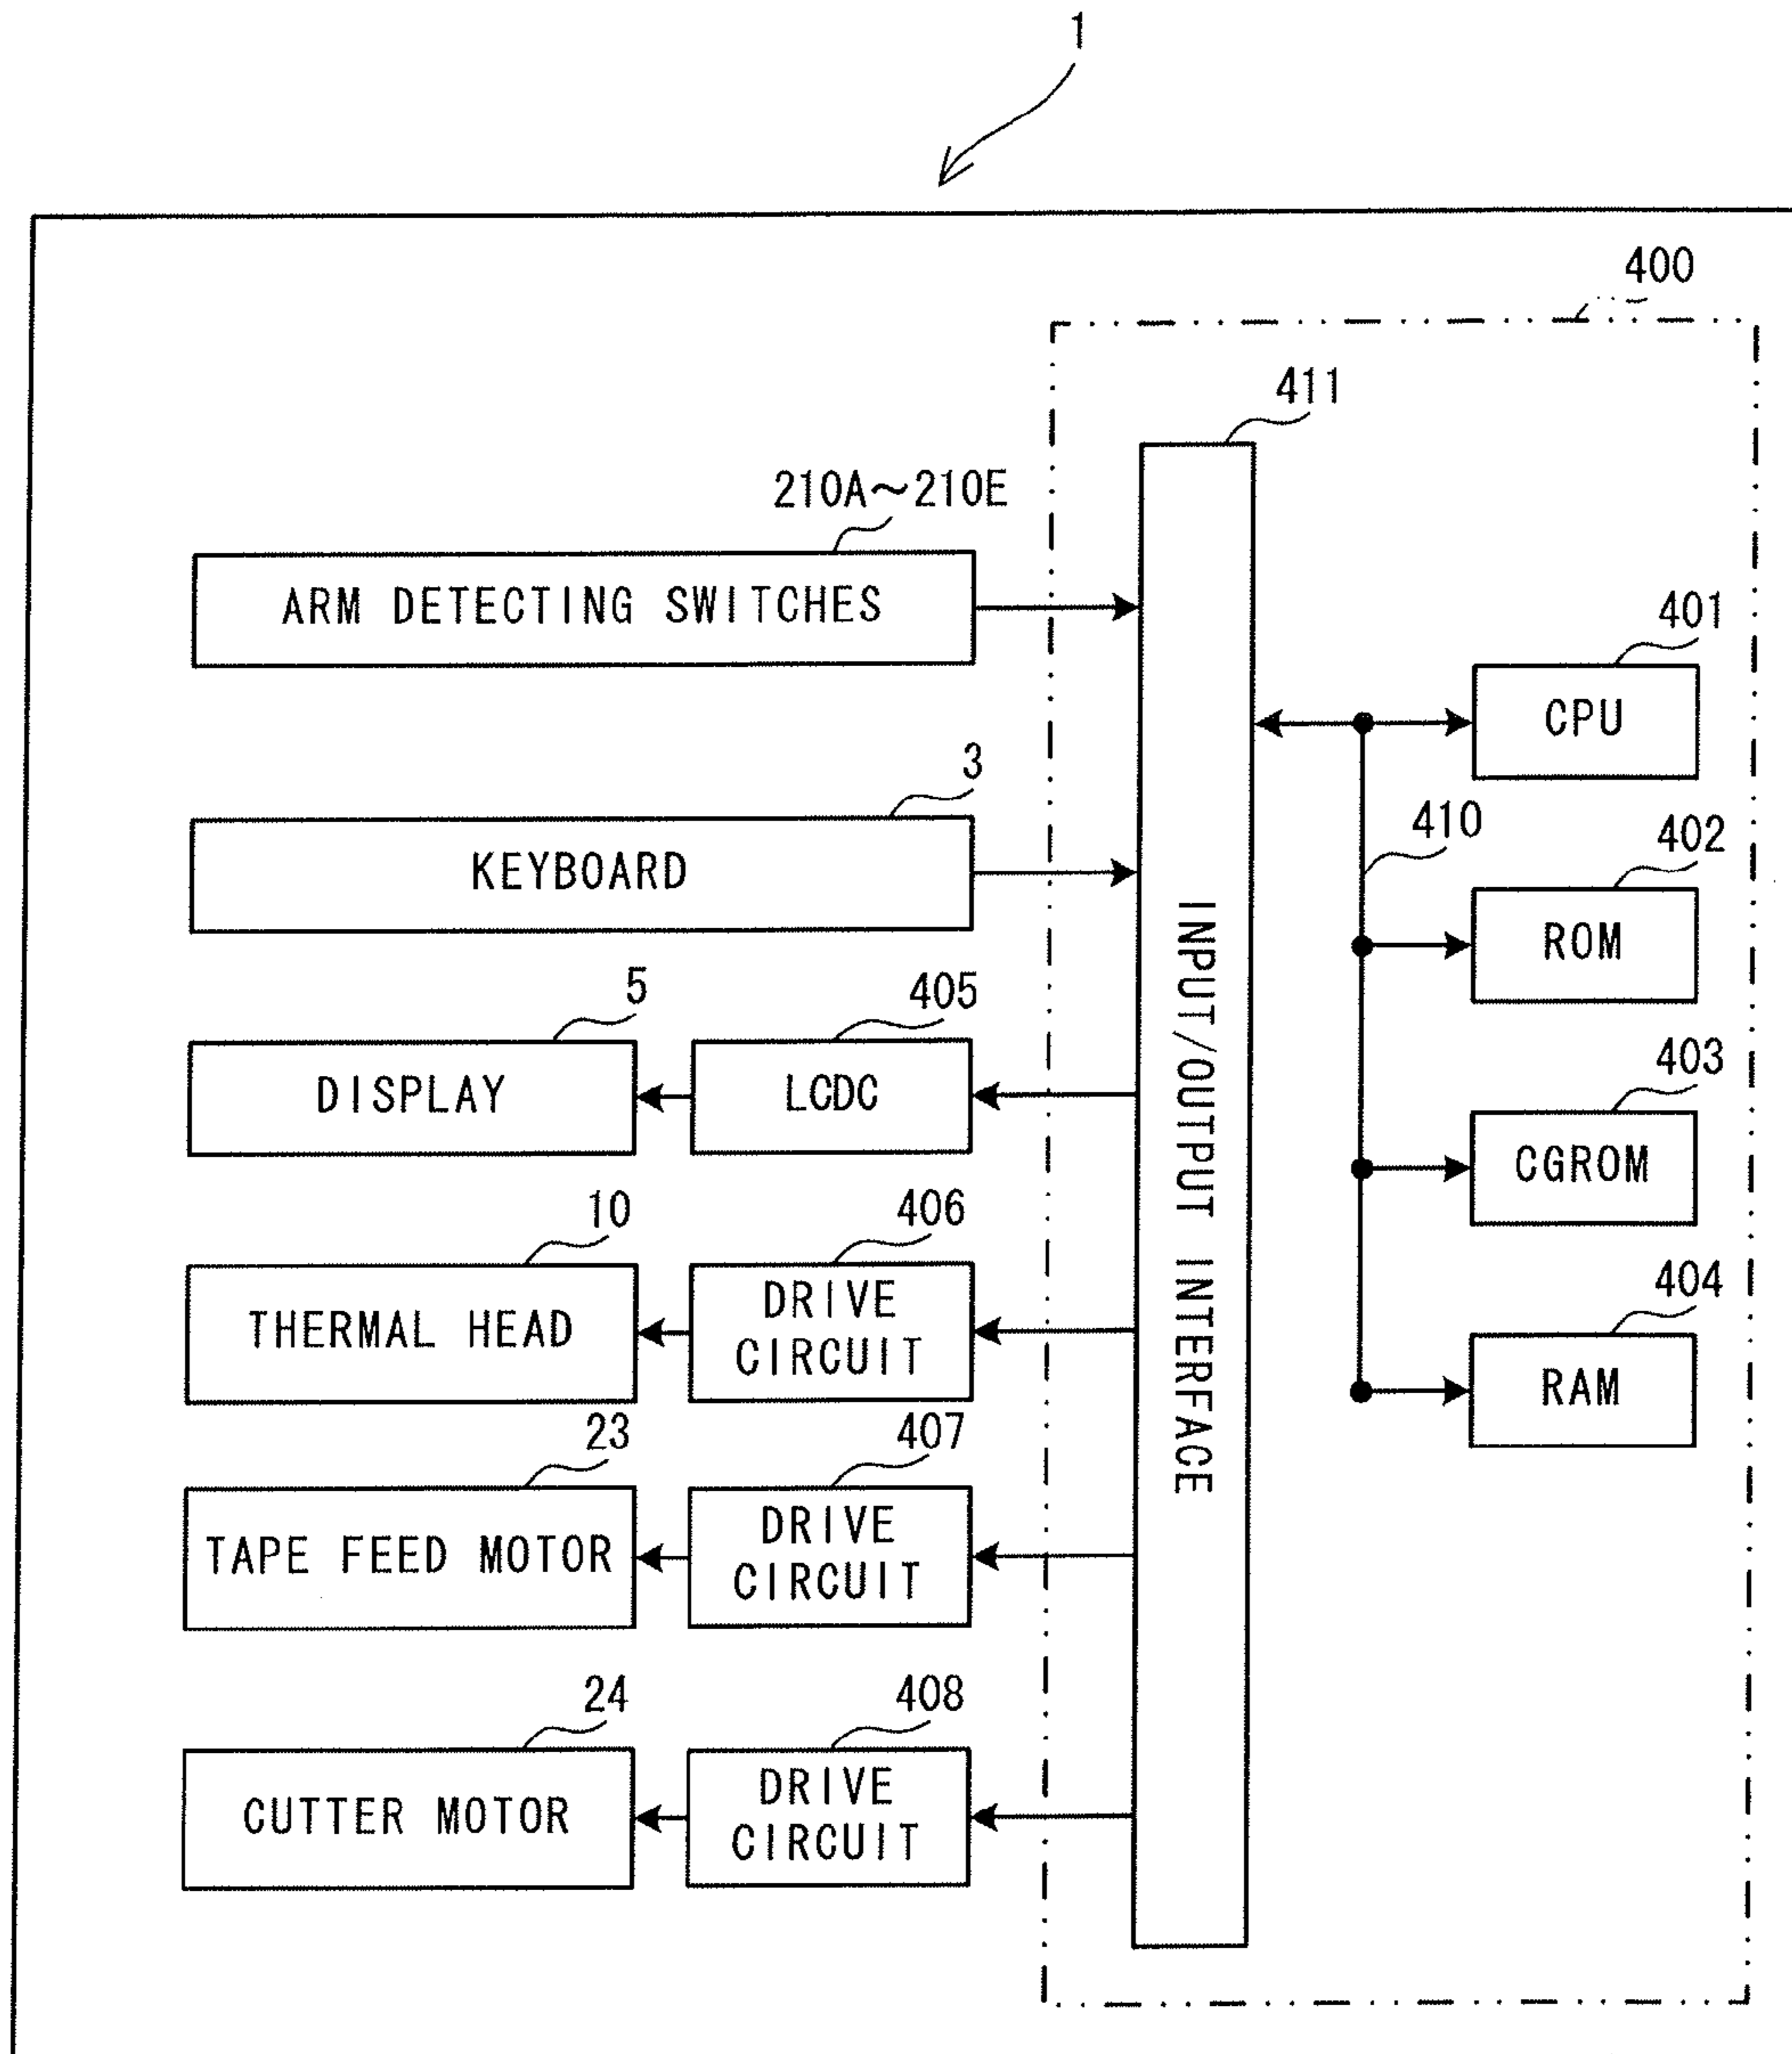 1
400
411
210A～210E
ARM DETECTING SWITCHES
401
CPU
3
KEYBOARD
410
402
ROM
INPUT/OUTPUT INTERFACE
5
405
DISPLAY
LCDC
403
CGROM
10
406
THERMAL HEAD
DRIVE
CIRCUIT
404
RAM
23
407
TAPE FEED MOTOR
DRIVE
CIRCUIT
24
408
CUTTER MOTOR
DRIVE
CIRCUIT